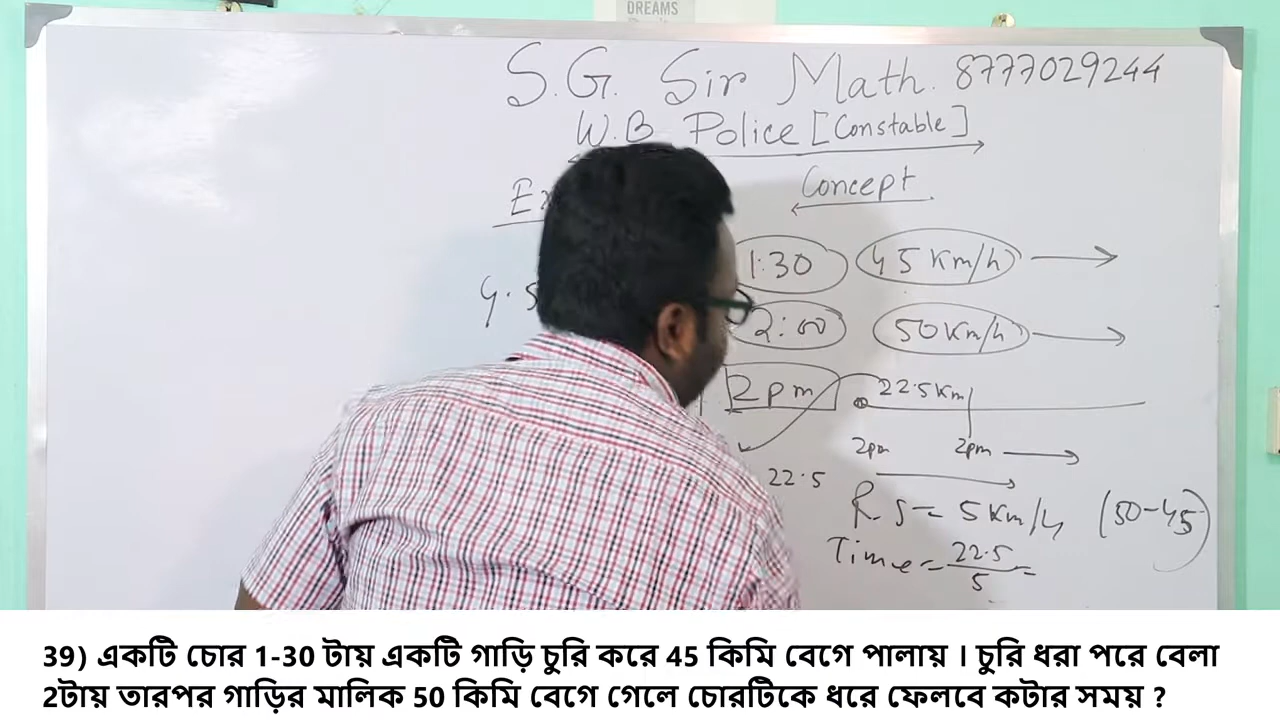 DREAMS
S.G. Sir Math. 8777029244
W.B Police [Constable]
Concept
1:30 45 Km/h
2:00 50 Km/h
2pm 22.5 Km
2pm 2pm
22.5
R.S = 5 Km/h (50-45)
Time = 22.5/5 =
39) একটি চোর 1-30 টায় একটি গাড়ি চুরি করে 45 কিমি বেগে পালায় । চুরি ধরা পরে বেলা
2টায় তারপর গাড়ির মালিক 50 কিমি বেগে গেলে চোরটিকে ধরে ফেলবে কটার সময় ?